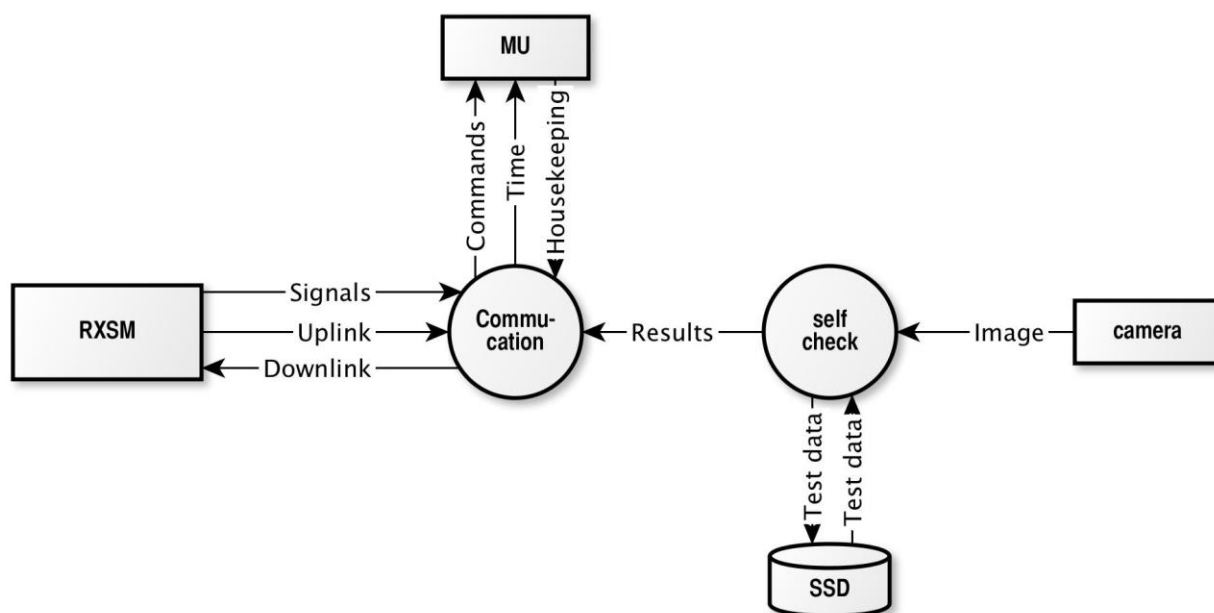 MU
Commands
Time
Housekeeping
RXSM
Signals
Uplink
Downlink
Commu-
cation
Results
self
check
Image
camera
Test data
Test data
SSD